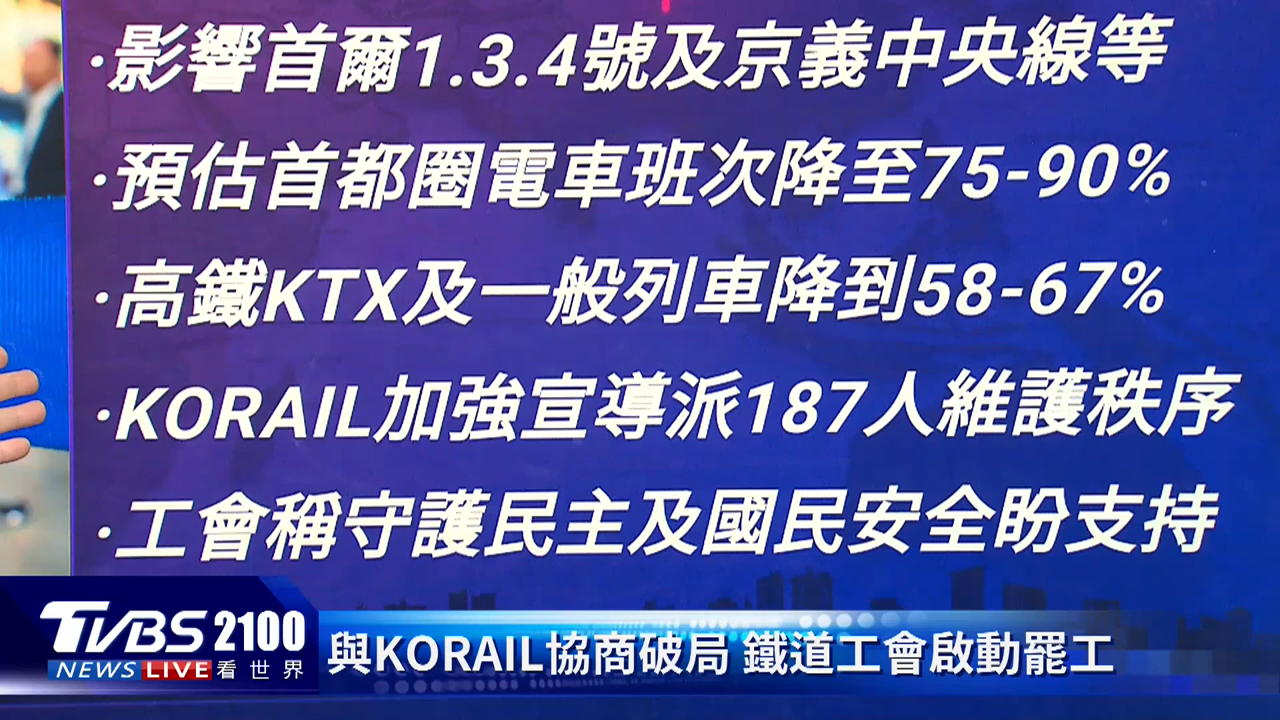 ·影響首爾1.3.4號及京義中央線等
·預估首都圈電車班次降至75-90%
·高鐵KTX及一般列車降到58-67%
·KORAIL加強宣導派187人維護秩序
·工會稱守護民主及國民安全盼支持
TVBS 2100
NEWS LIVE 看世界
與KORAIL協商破局 鐵道工會啟動罷工